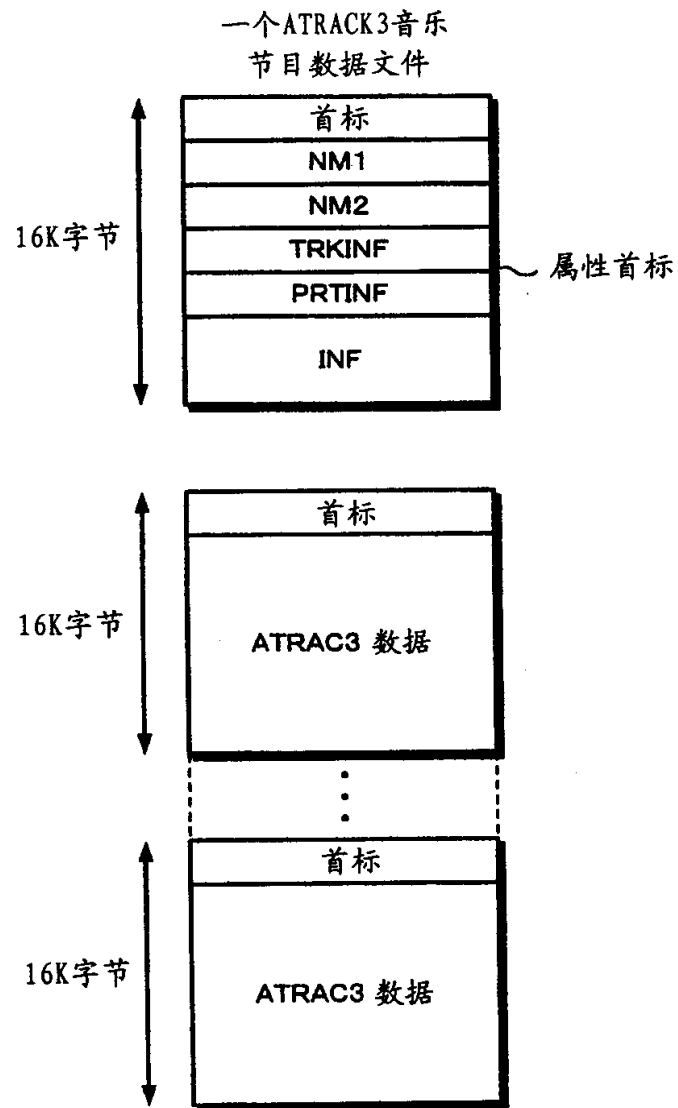 一个ATRACK3音乐
节目数据文件
首标
NM1
NM2
TRKINF
PRTINF
INF
16K字节
属性首标
首标
ATRAC3 数据
16K字节
首标
ATRAC3 数据
16K字节